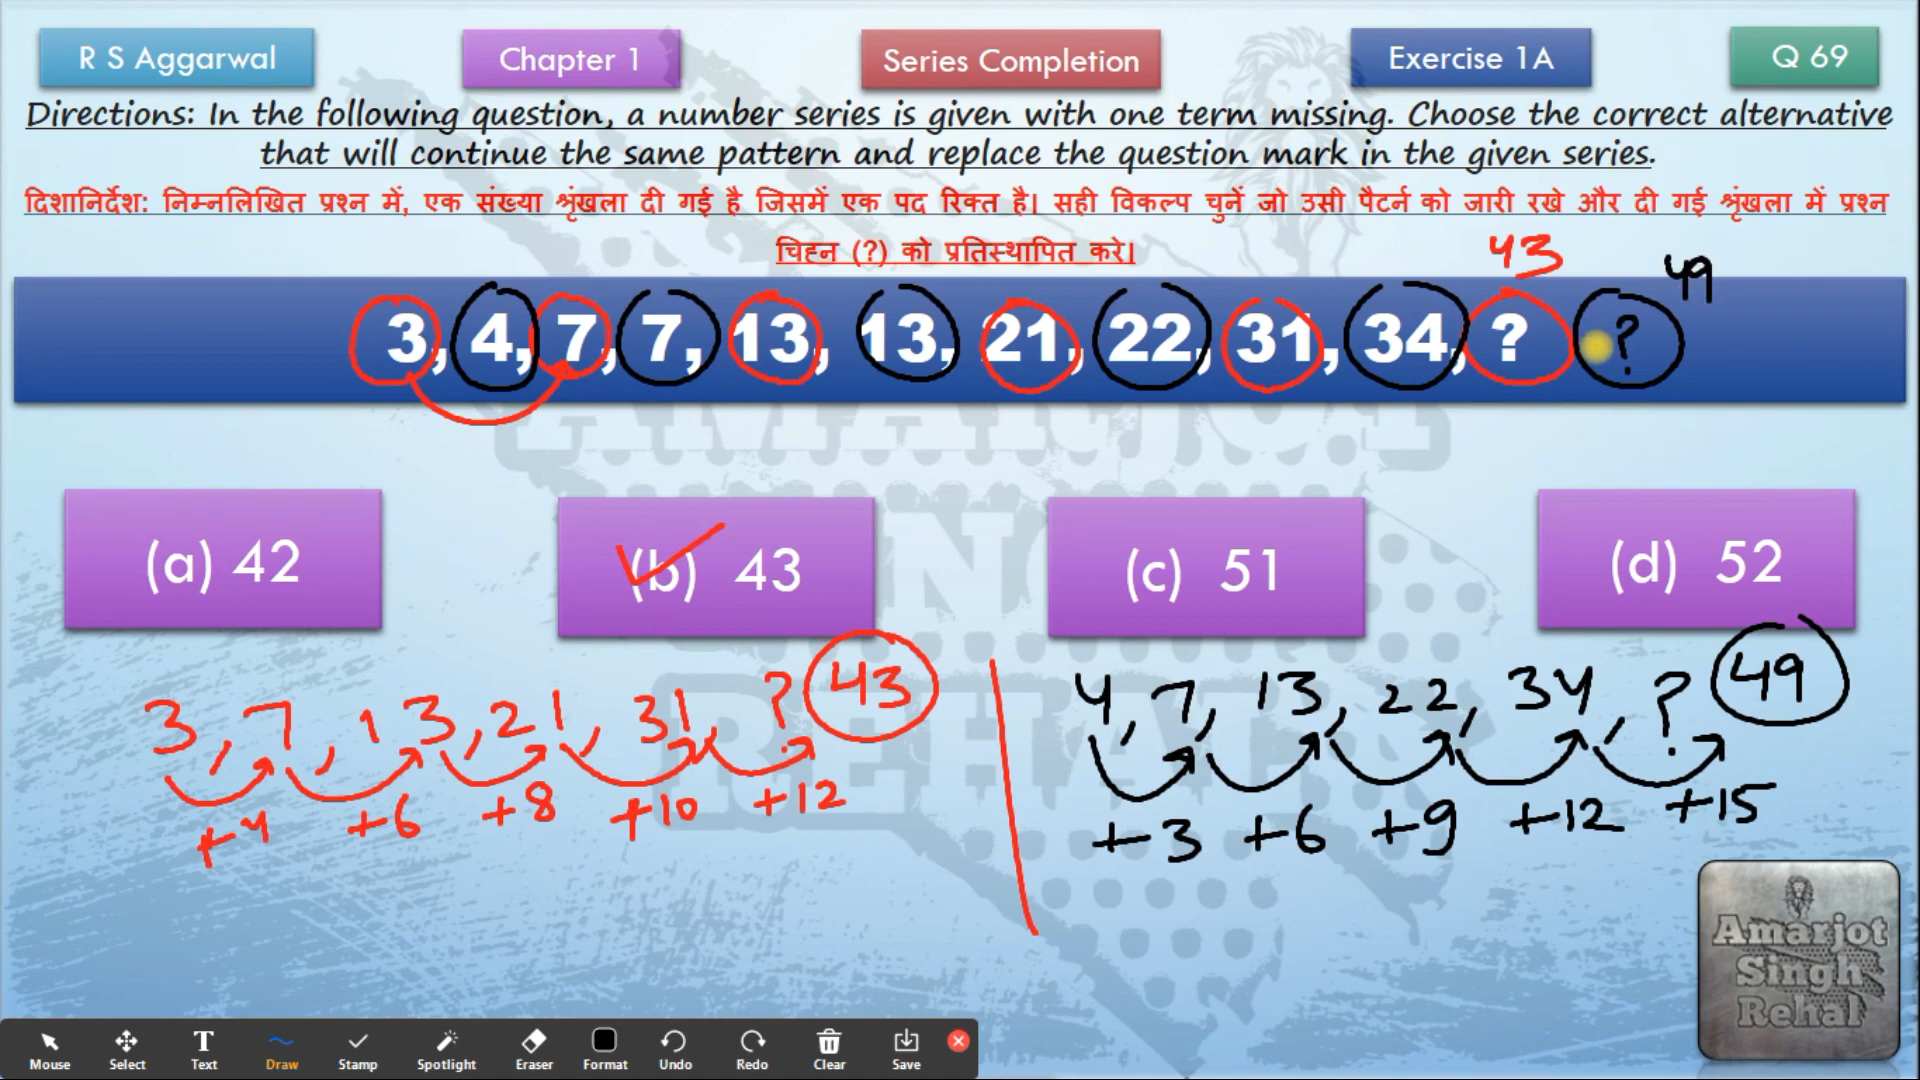 R S Aggarwal Chapter 1 Series Completion Exercise 1A Q 69
Directions: In the following question, a number series is given with one term missing. Choose the correct alternative
that will continue the same pattern and replace the question mark in the given series.
दिशानिर्देश: निम्नलिखित प्रश्न में, एक संख्या श्रृंखला दी गई है जिसमें एक पद रिक्त है। सही विकल्प चुनें जो उसी पैटर्न को जारी रखे और दी गई श्रृंखला में प्रश्न
चिह्न (?) को प्रतिस्थापित करे।
43 49
3, 4, 7, 7, 13, 13, 21, 22, 31, 34, ? ?
(a) 42 (b) 43 (c) 51 (d) 52
3, 7, 13, 21, 31, ? 43
+4 +6 +8 +10 +12
4, 7, 13, 22, 34, ? 49
+3 +6 +9 +12 +15
Amarjot
Singh
Rehal
Mouse Select Text Draw Stamp Spotlight Eraser Format Undo Redo Clear Save